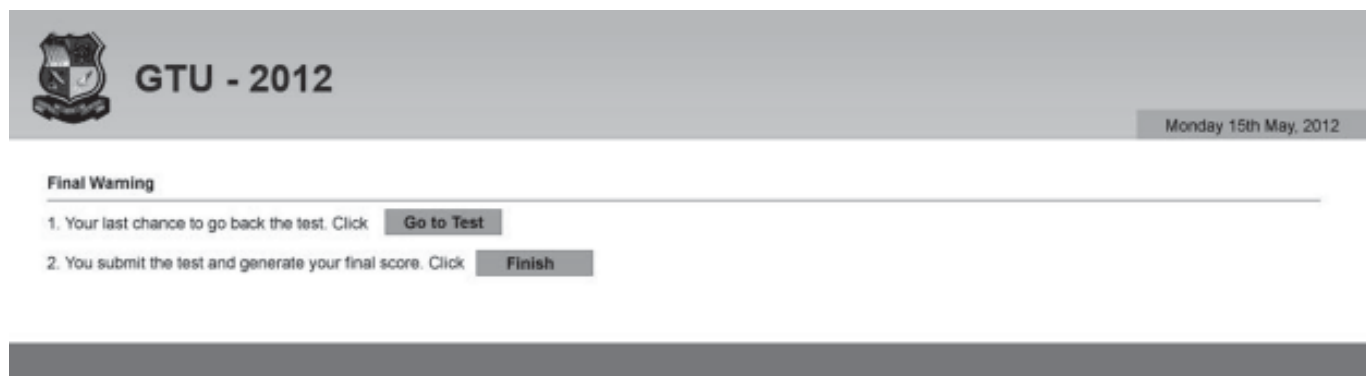 GTU - 2012
Monday 15th May, 2012
Final Warning
1. Your last chance to go back the test. Click Go to Test
2. You submit the test and generate your final score. Click Finish